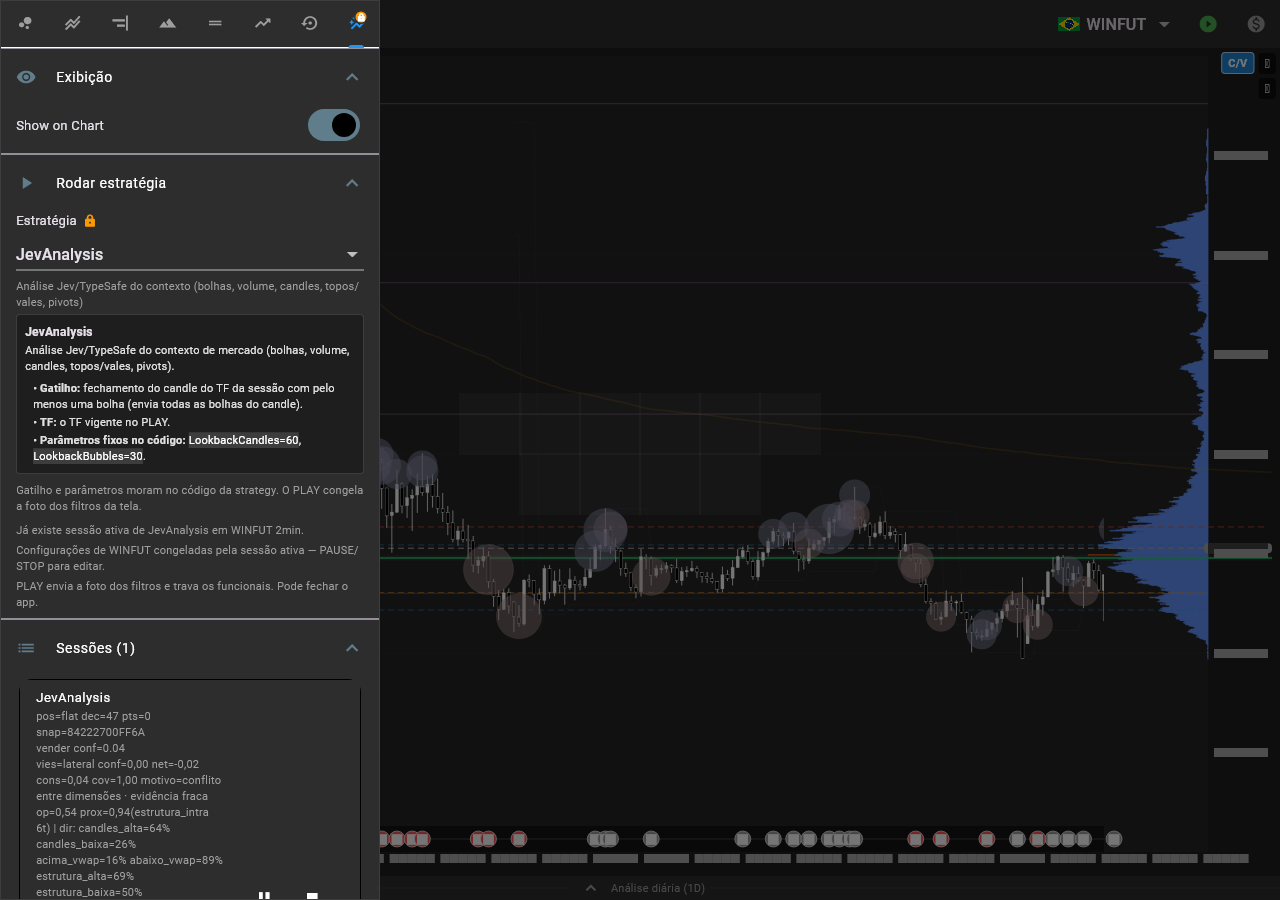 WINFUT
C/V
Exibição
Show on Chart
Rodar estratégia
Estratégia
JevAnalysis
Análise Jev/TypeSafe do contexto (bolhas, volume, candles, topos/
vales, pivots)
JevAnalysis
Análise Jev/TypeSafe do contexto de mercado (bolhas, volume,
candles, topos/vales, pivots).
• Gatilho: fechamento do candle do TF da sessão com pelo
menos uma bolha (envia todas as bolhas do candle).
• TF: o TF vigente no PLAY.
• Parâmetros fixos no código: LookbackCandles=60,
LookbackBubbles=30.
Gatilho e parâmetros moram no código da strategy. O PLAY congela
a foto dos filtros da tela.
Já existe sessão ativa de JevAnalysis em WINFUT 2min.
Configurações de WINFUT congeladas pela sessão ativa — PAUSE/
STOP para editar.
PLAY envia a foto dos filtros e trava os funcionais. Pode fechar o
app.
Sessões (1)
JevAnalysis
pos=flat dec=47 pts=0
snap=84222700FF6A
vender conf=0.04
vies=lateral conf=0,00 net=-0,02
cons=0,04 cov=1,00 motivo=conflito
entre dimensões · evidência fraca
op=0,54 prox=0,94(estrutura_intra
6t) | dir: candles_alta=64%
candles_baixa=26%
acima_vwap=16% abaixo_vwap=89%
estrutura_alta=69%
estrutura_baixa=50%
Análise diária (1D)